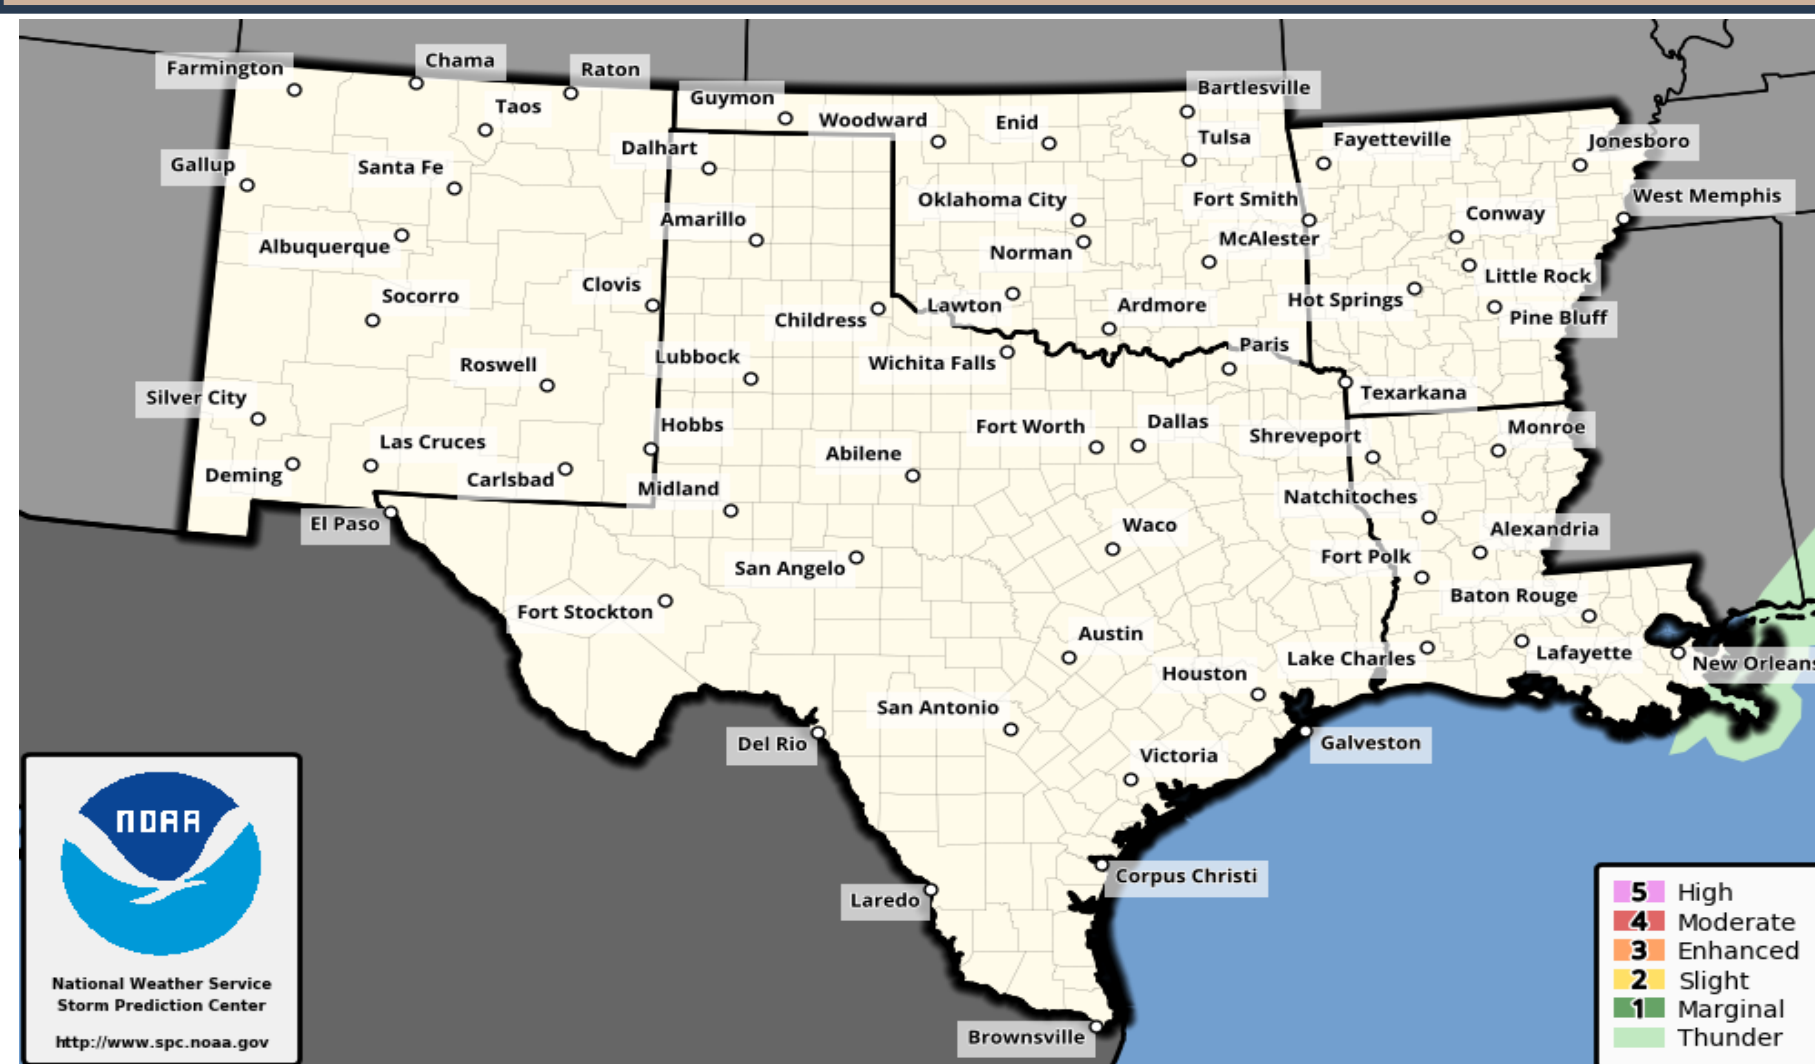 Farmington
Chama
Raton
Taos
Guymon
Woodward
Enid
Bartlesville
Tulsa
Fayetteville
Jonesboro
Gallup
Santa Fe
Dalhart
Oklahoma City
Fort Smith
Conway
West Memphis
Albuquerque
Amarillo
Norman
McAlester
Little Rock
Socorro
Clovis
Childress
Lawton
Ardmore
Hot Springs
Pine Bluff
Roswell
Lubbock
Wichita Falls
Paris
Texarkana
Silver City
Las Cruces
Hobbs
Abilene
Fort Worth
Dallas
Shreveport
Monroe
Deming
Carlsbad
Midland
Natchitoches
El Paso
San Angelo
Waco
Fort Polk
Alexandria
Fort Stockton
Austin
Baton Rouge
Lake Charles
Lafayette
New Orleans
Houston
San Antonio
Del Rio
Victoria
Galveston
Laredo
Corpus Christi
Brownsville
NOAA
National Weather Service
Storm Prediction Center
http://www.spc.noaa.gov
5 High
4 Moderate
3 Enhanced
2 Slight
1 Marginal
Thunder